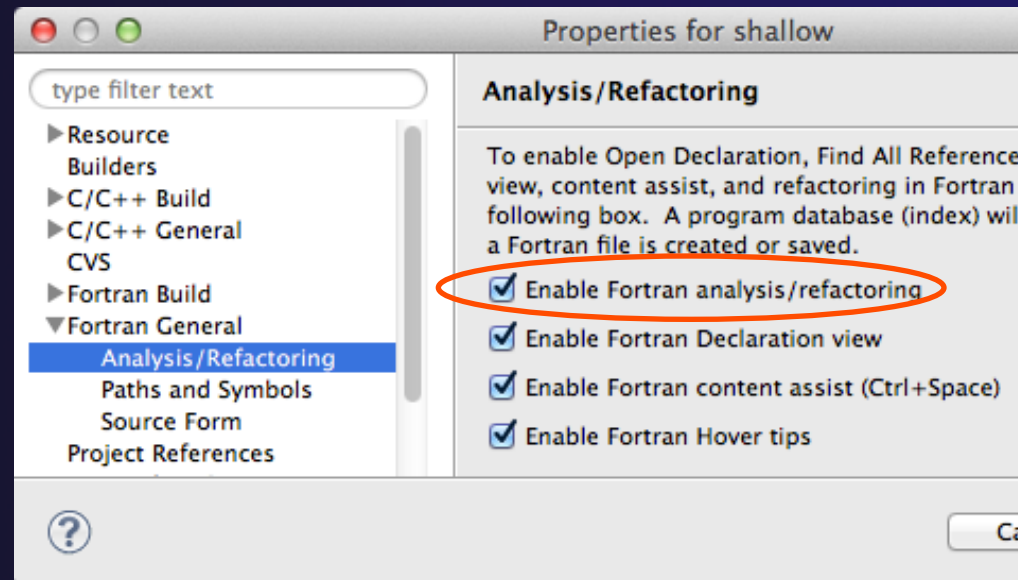 Properties for shallow
type filter text
Resource
Builders
C/C++ Build
C/C++ General
CVS
Fortran Build
Fortran General
Analysis/Refactoring
Paths and Symbols
Source Form
Project References
Analysis/Refactoring
To enable Open Declaration, Find All Reference
view, content assist, and refactoring in Fortran
following box. A program database (index) wil
a Fortran file is created or saved.
Enable Fortran analysis/refactoring
Enable Fortran Declaration view
Enable Fortran content assist (Ctrl+Space)
Enable Fortran Hover tips
?
Ca